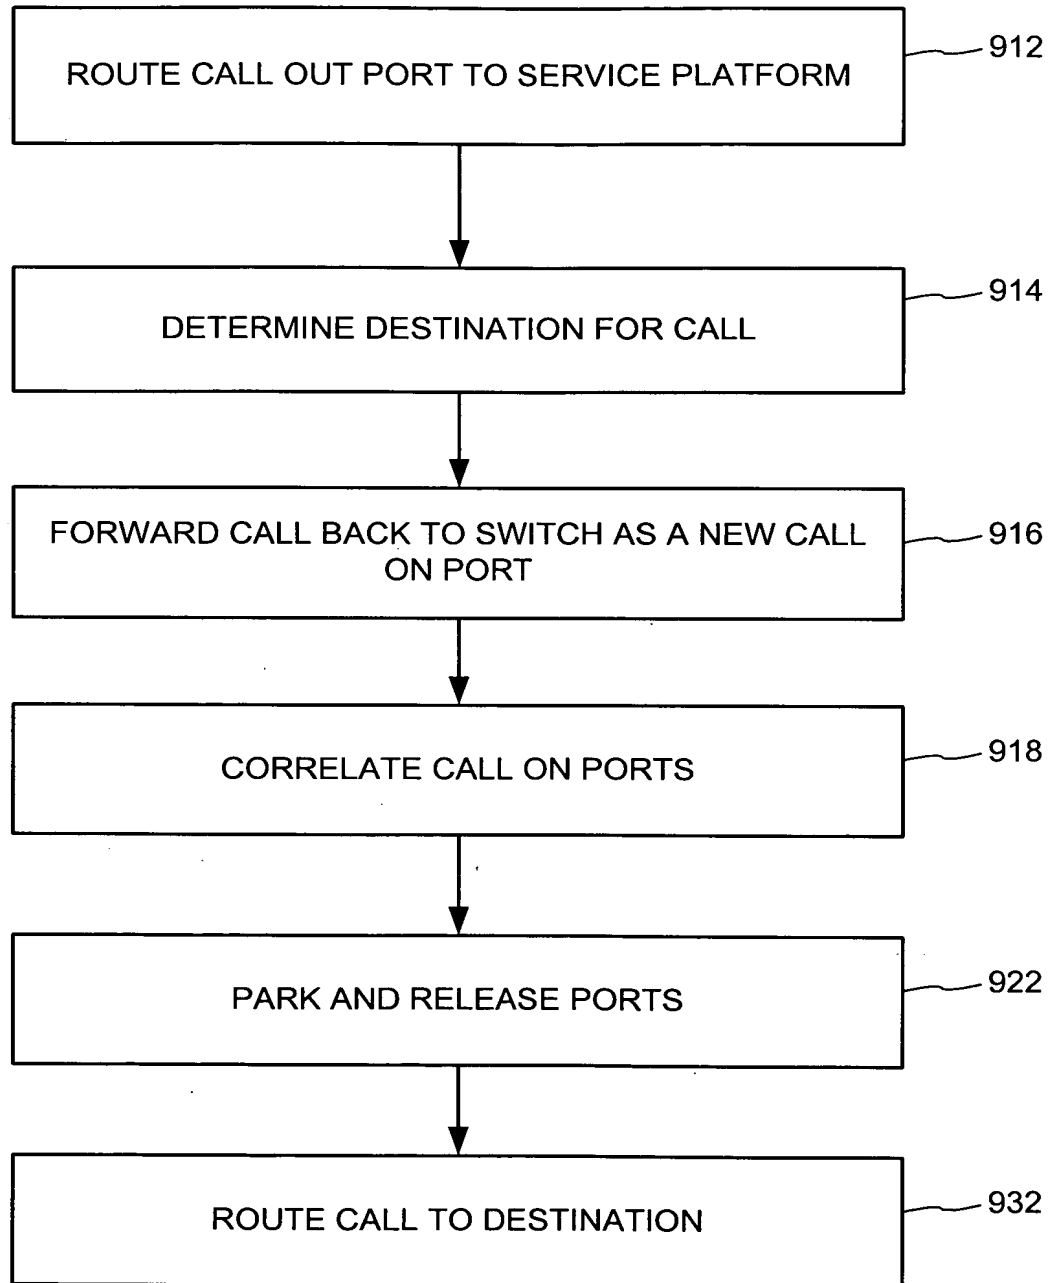 ROUTE CALL OUT PORT TO SERVICE PLATFORM
912
DETERMINE DESTINATION FOR CALL
914
FORWARD CALL BACK TO SWITCH AS A NEW CALL
ON PORT
916
CORRELATE CALL ON PORTS
918
PARK AND RELEASE PORTS
922
ROUTE CALL TO DESTINATION
932